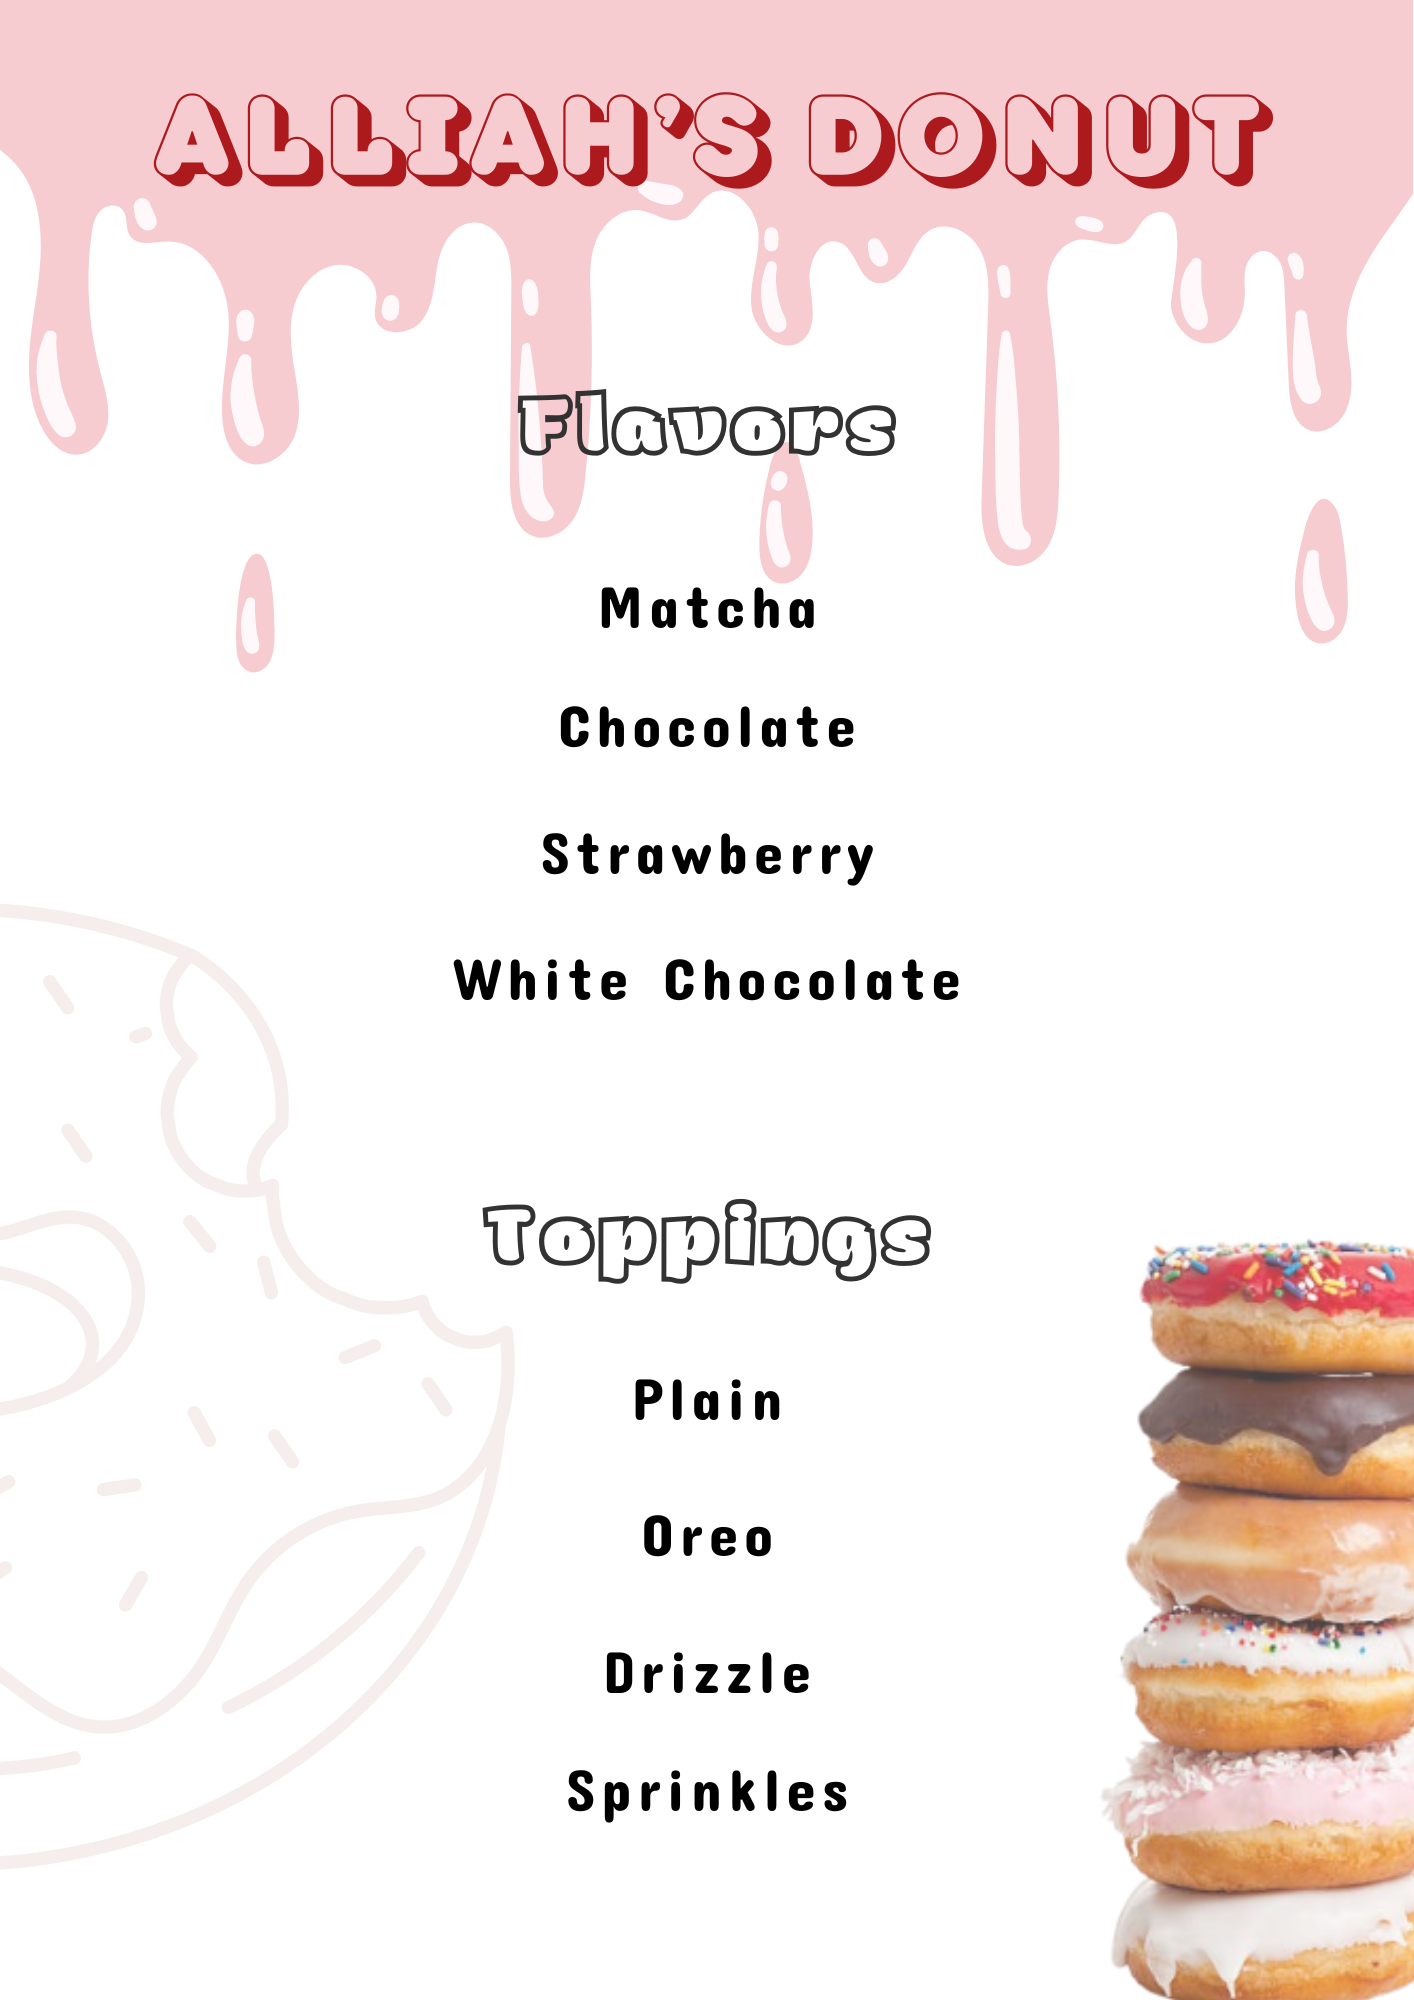 ALLIAH'S DONUT
Flavors
Matcha
Chocolate
Strawberry
White Chocolate
Toppings
Plain
Oreo
Drizzle
Sprinkles